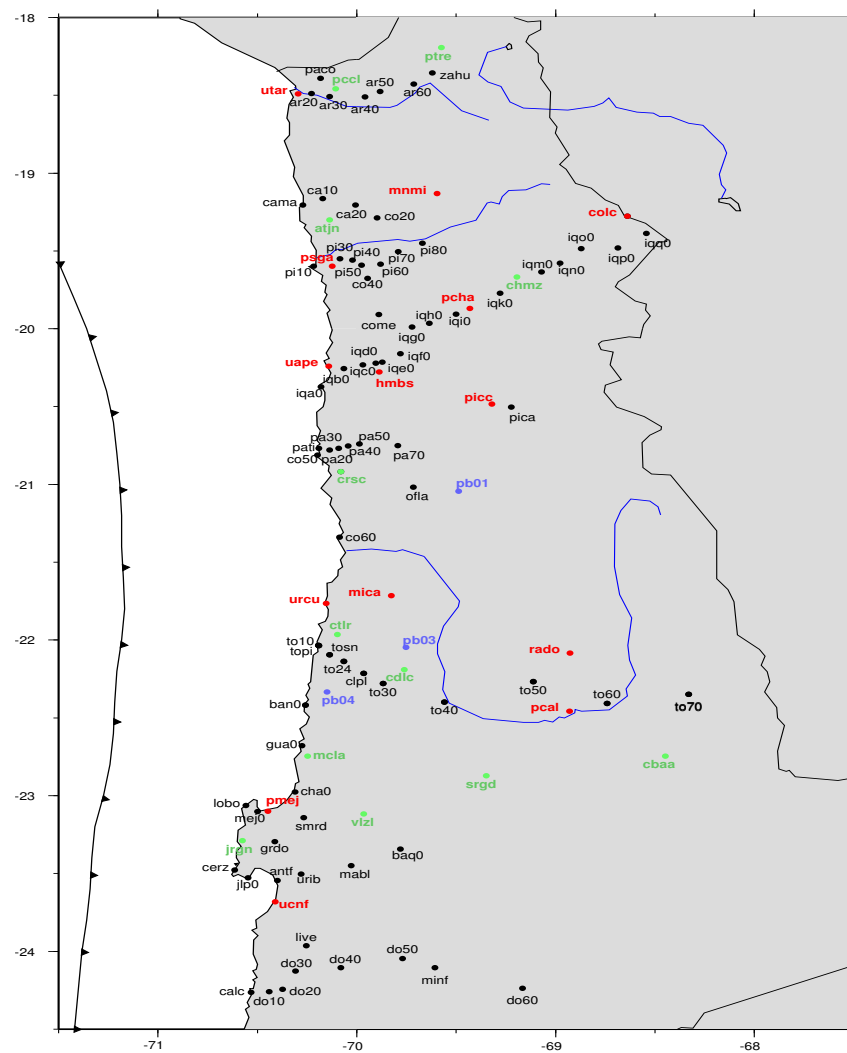 -18
ptre
paco
zahu
pccl
ar50
utar
ar60
ar20
ar30
ar40
-19
ca10
mnmi
cama
ca20
co20
colc
atjn
iqo0
iqq0
pi30
pi40
pi80
psga
pi70
iqm0
iqp0
pi10
pi50
pi60
iqn0
co40
chmz
pcha
iqk0
-20
come
iqh0
iqi0
iqg0
iqd0
uape
iqf0
iqb0
iqc0
iqe0
hmbs
iqa0
picc
pica
pa30
pa50
pati
pa40
pa70
co50
pa20
-21
crsc
pb01
ofla
co60
mica
urcu
ctlr
-22
to10
topi
tosn
pb03
rado
to24
clpl
cdlc
to50
to30
to60
pb04
ban0
to40
pcal
to70
gua0
mcla
cbaa
srgd
cha0
-23
lobo
pmej
mej0
smrd
vlzl
jrgn
grdo
baq0
cerz
antf
jlp0
urib
mabl
ucnf
live
-24
do50
do30
do40
minf
calc
do10
do20
do60
-71
-70
-69
-68